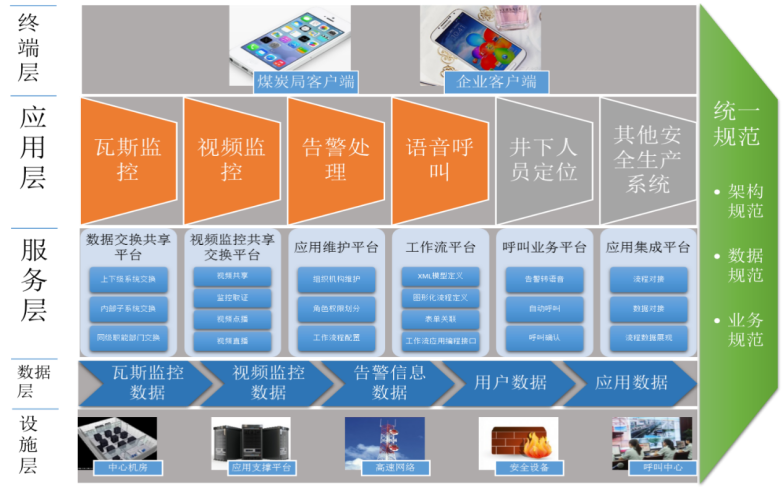 终
端
层
煤炭局客户端
企业客户端
应
用
层
瓦斯监
控
视频监
控
告警处
理
语音呼
叫
井下人
员定位
其他安
全生产
系统
统一
规范
• 架构
规范
• 数据
规范
• 业务
规范
服
务
层
数据交换共享
平台
上下级系统交换
内部子系统交换
同级职能部门交换
视频监控共享
交换平台
视频共享
监控取证
视频点播
视频直播
应用维护平台
组织机构维护
角色权限划分
工作流程配置
工作流平台
XML模型定义
图形化流程定义
表单关联
工作流应用编程接口
呼叫业务平台
告警转语音
自动呼叫
呼叫确认
应用集成平台
流程对接
数据对接
流程数据展现
数据
层
瓦斯监控
数据
视频监控
数据
告警信息
数据
用户数据
应用数据
设
施
层
中心机房
应用支撑平台
高速网络
安全设备
呼叫中心